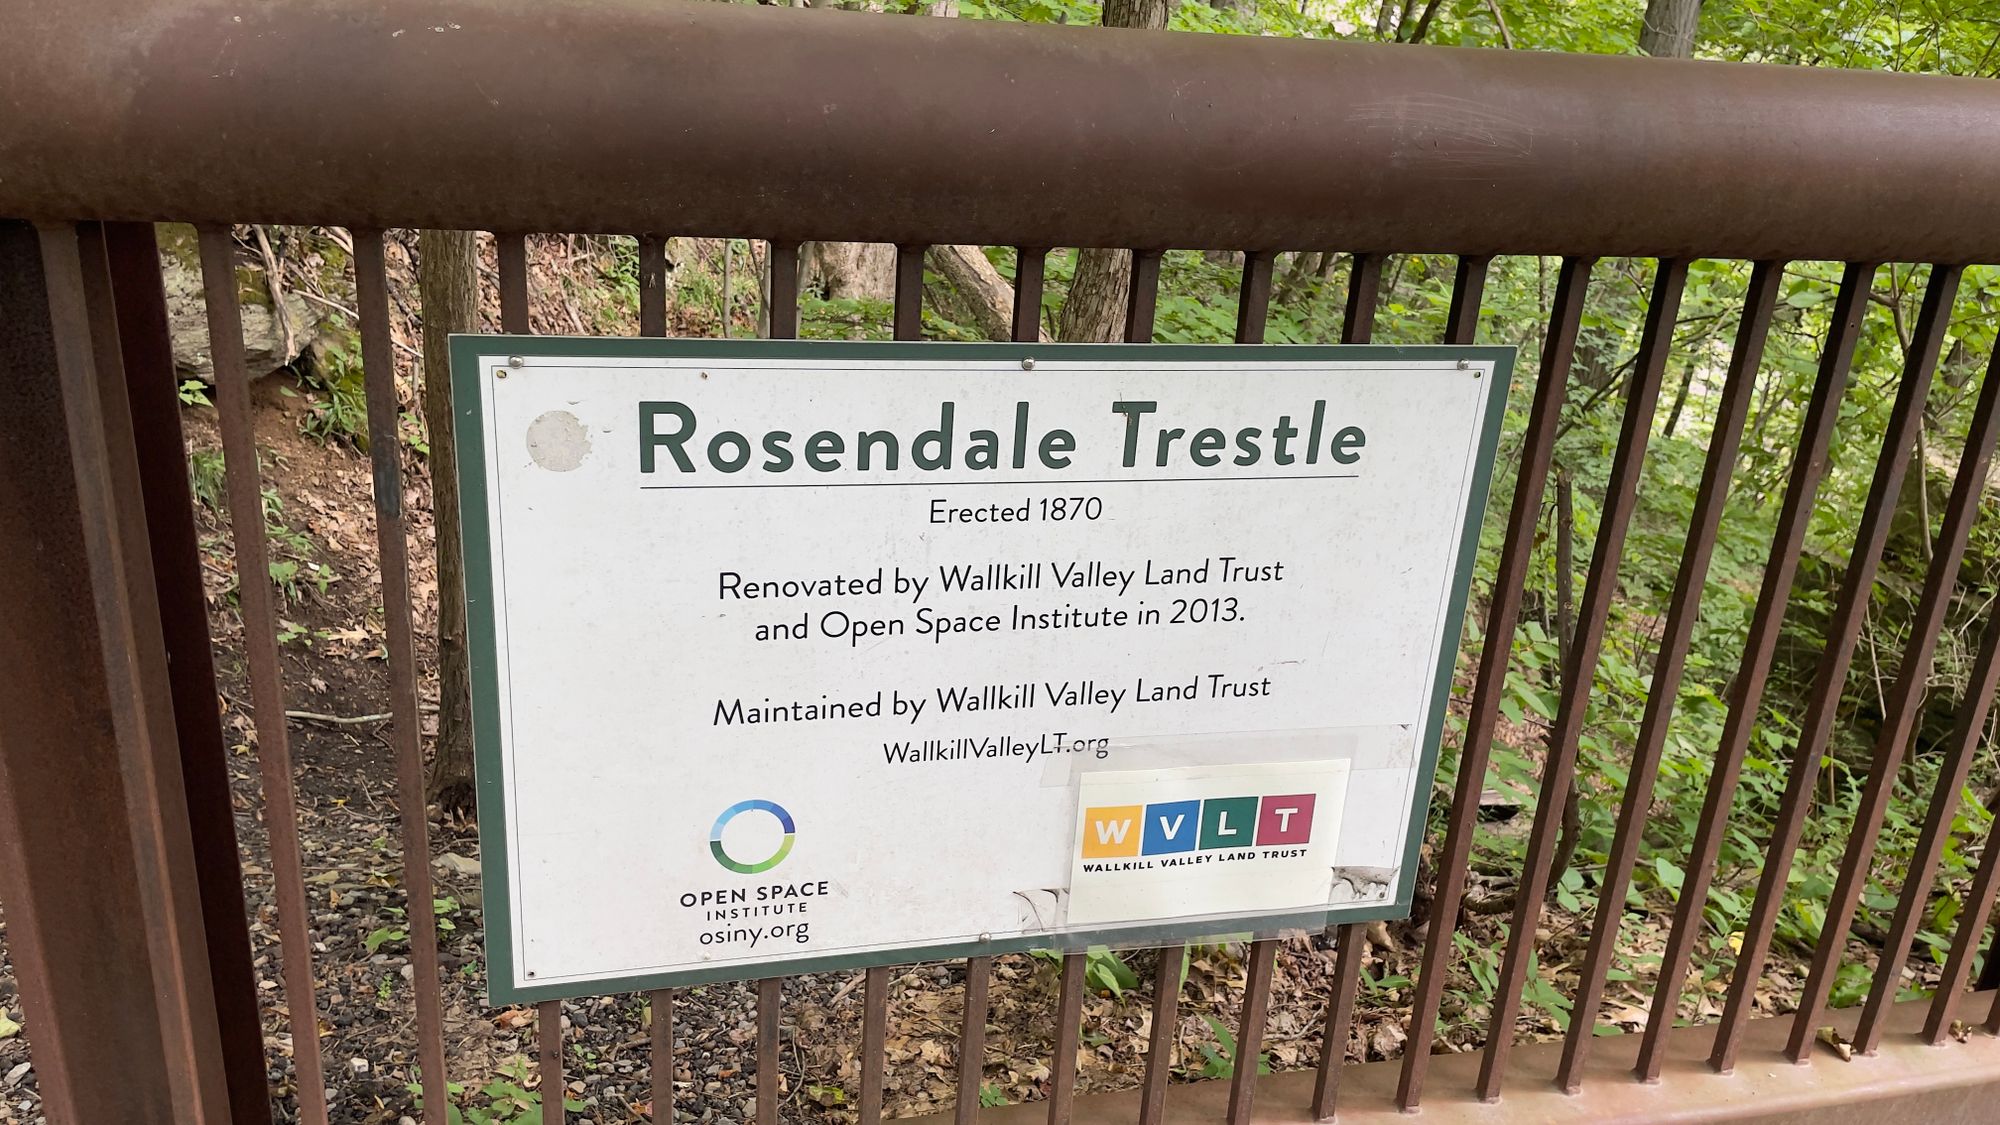 Rosendale Trestle
Erected 1870
Renovated by Wallkill Valley Land Trust
and Open Space Institute in 2013.
Maintained by Wallkill Valley Land Trust
WallkillValleyLT.org
OPEN SPACE
INSTITUTE
osiny.org
WVLT
WALLKILL VALLEY LAND TRUST